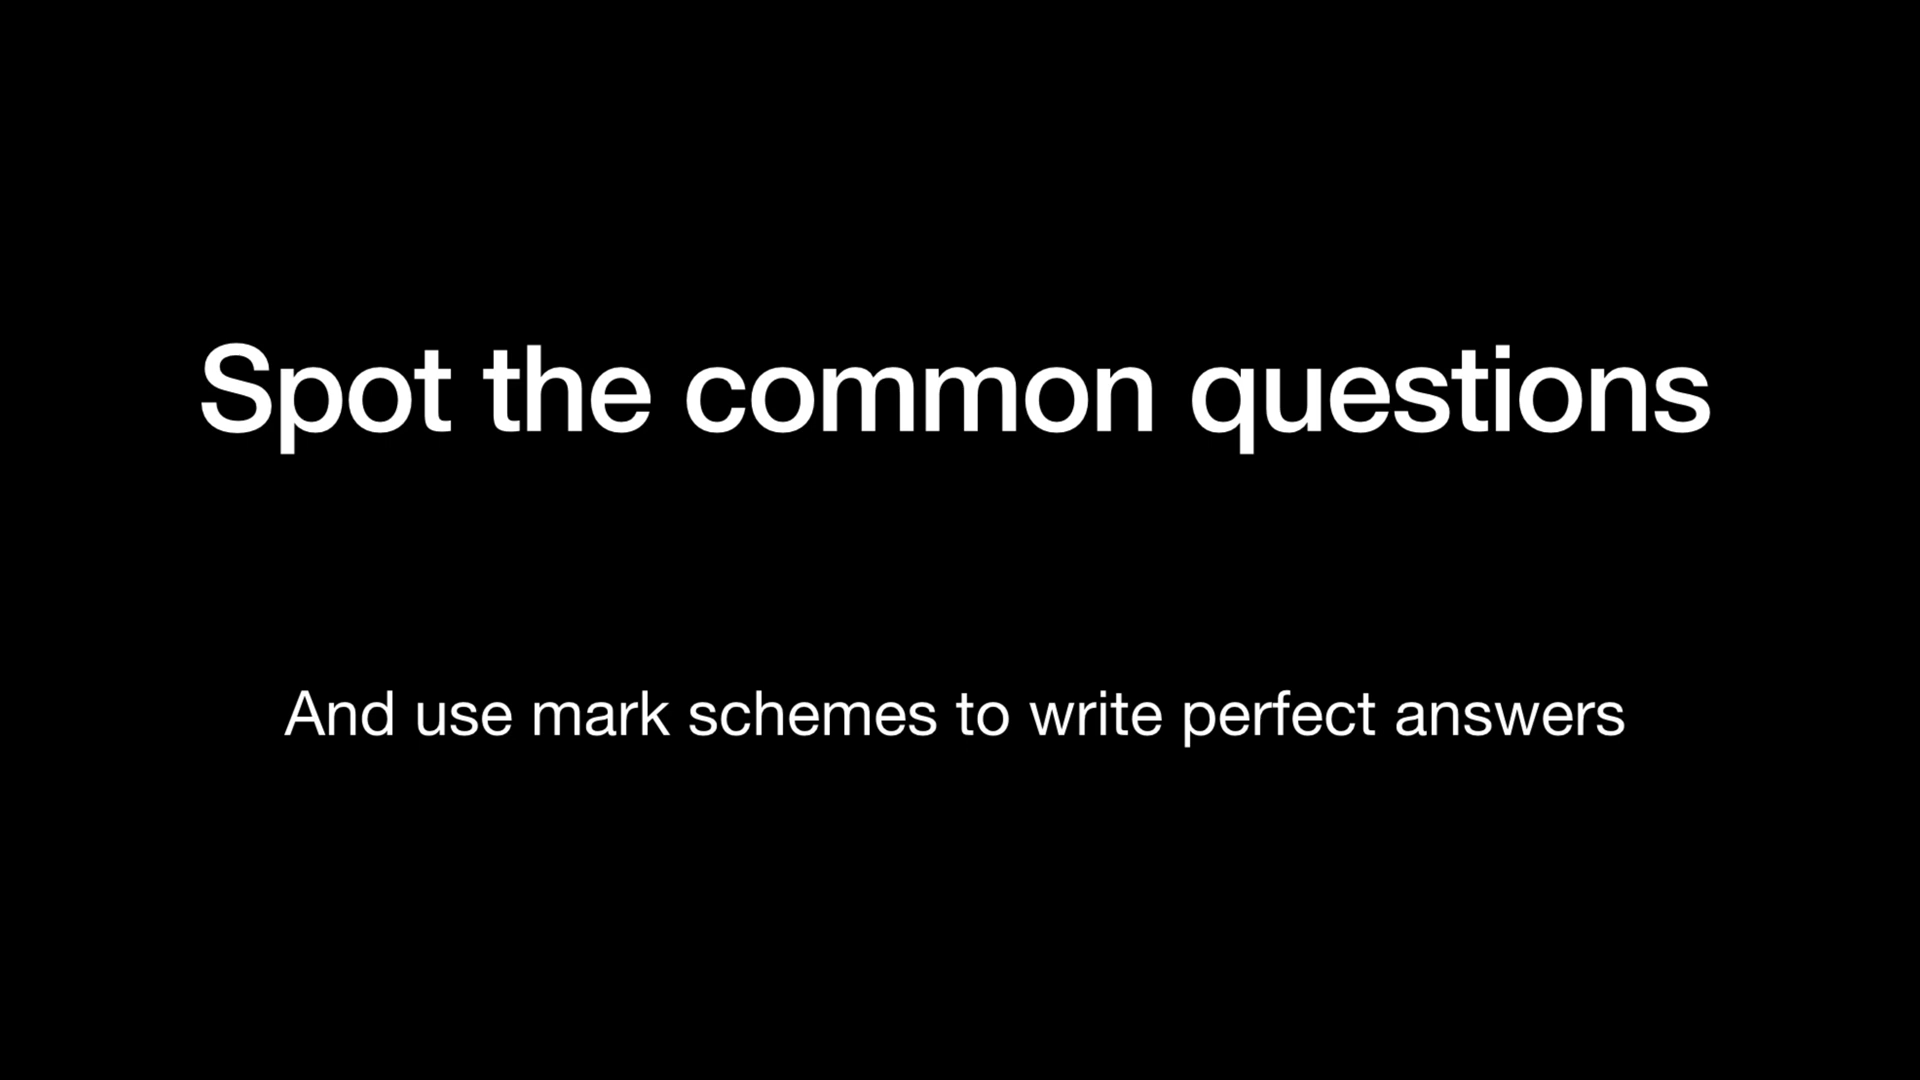 Spot the common questions
And use mark schemes to write perfect answers